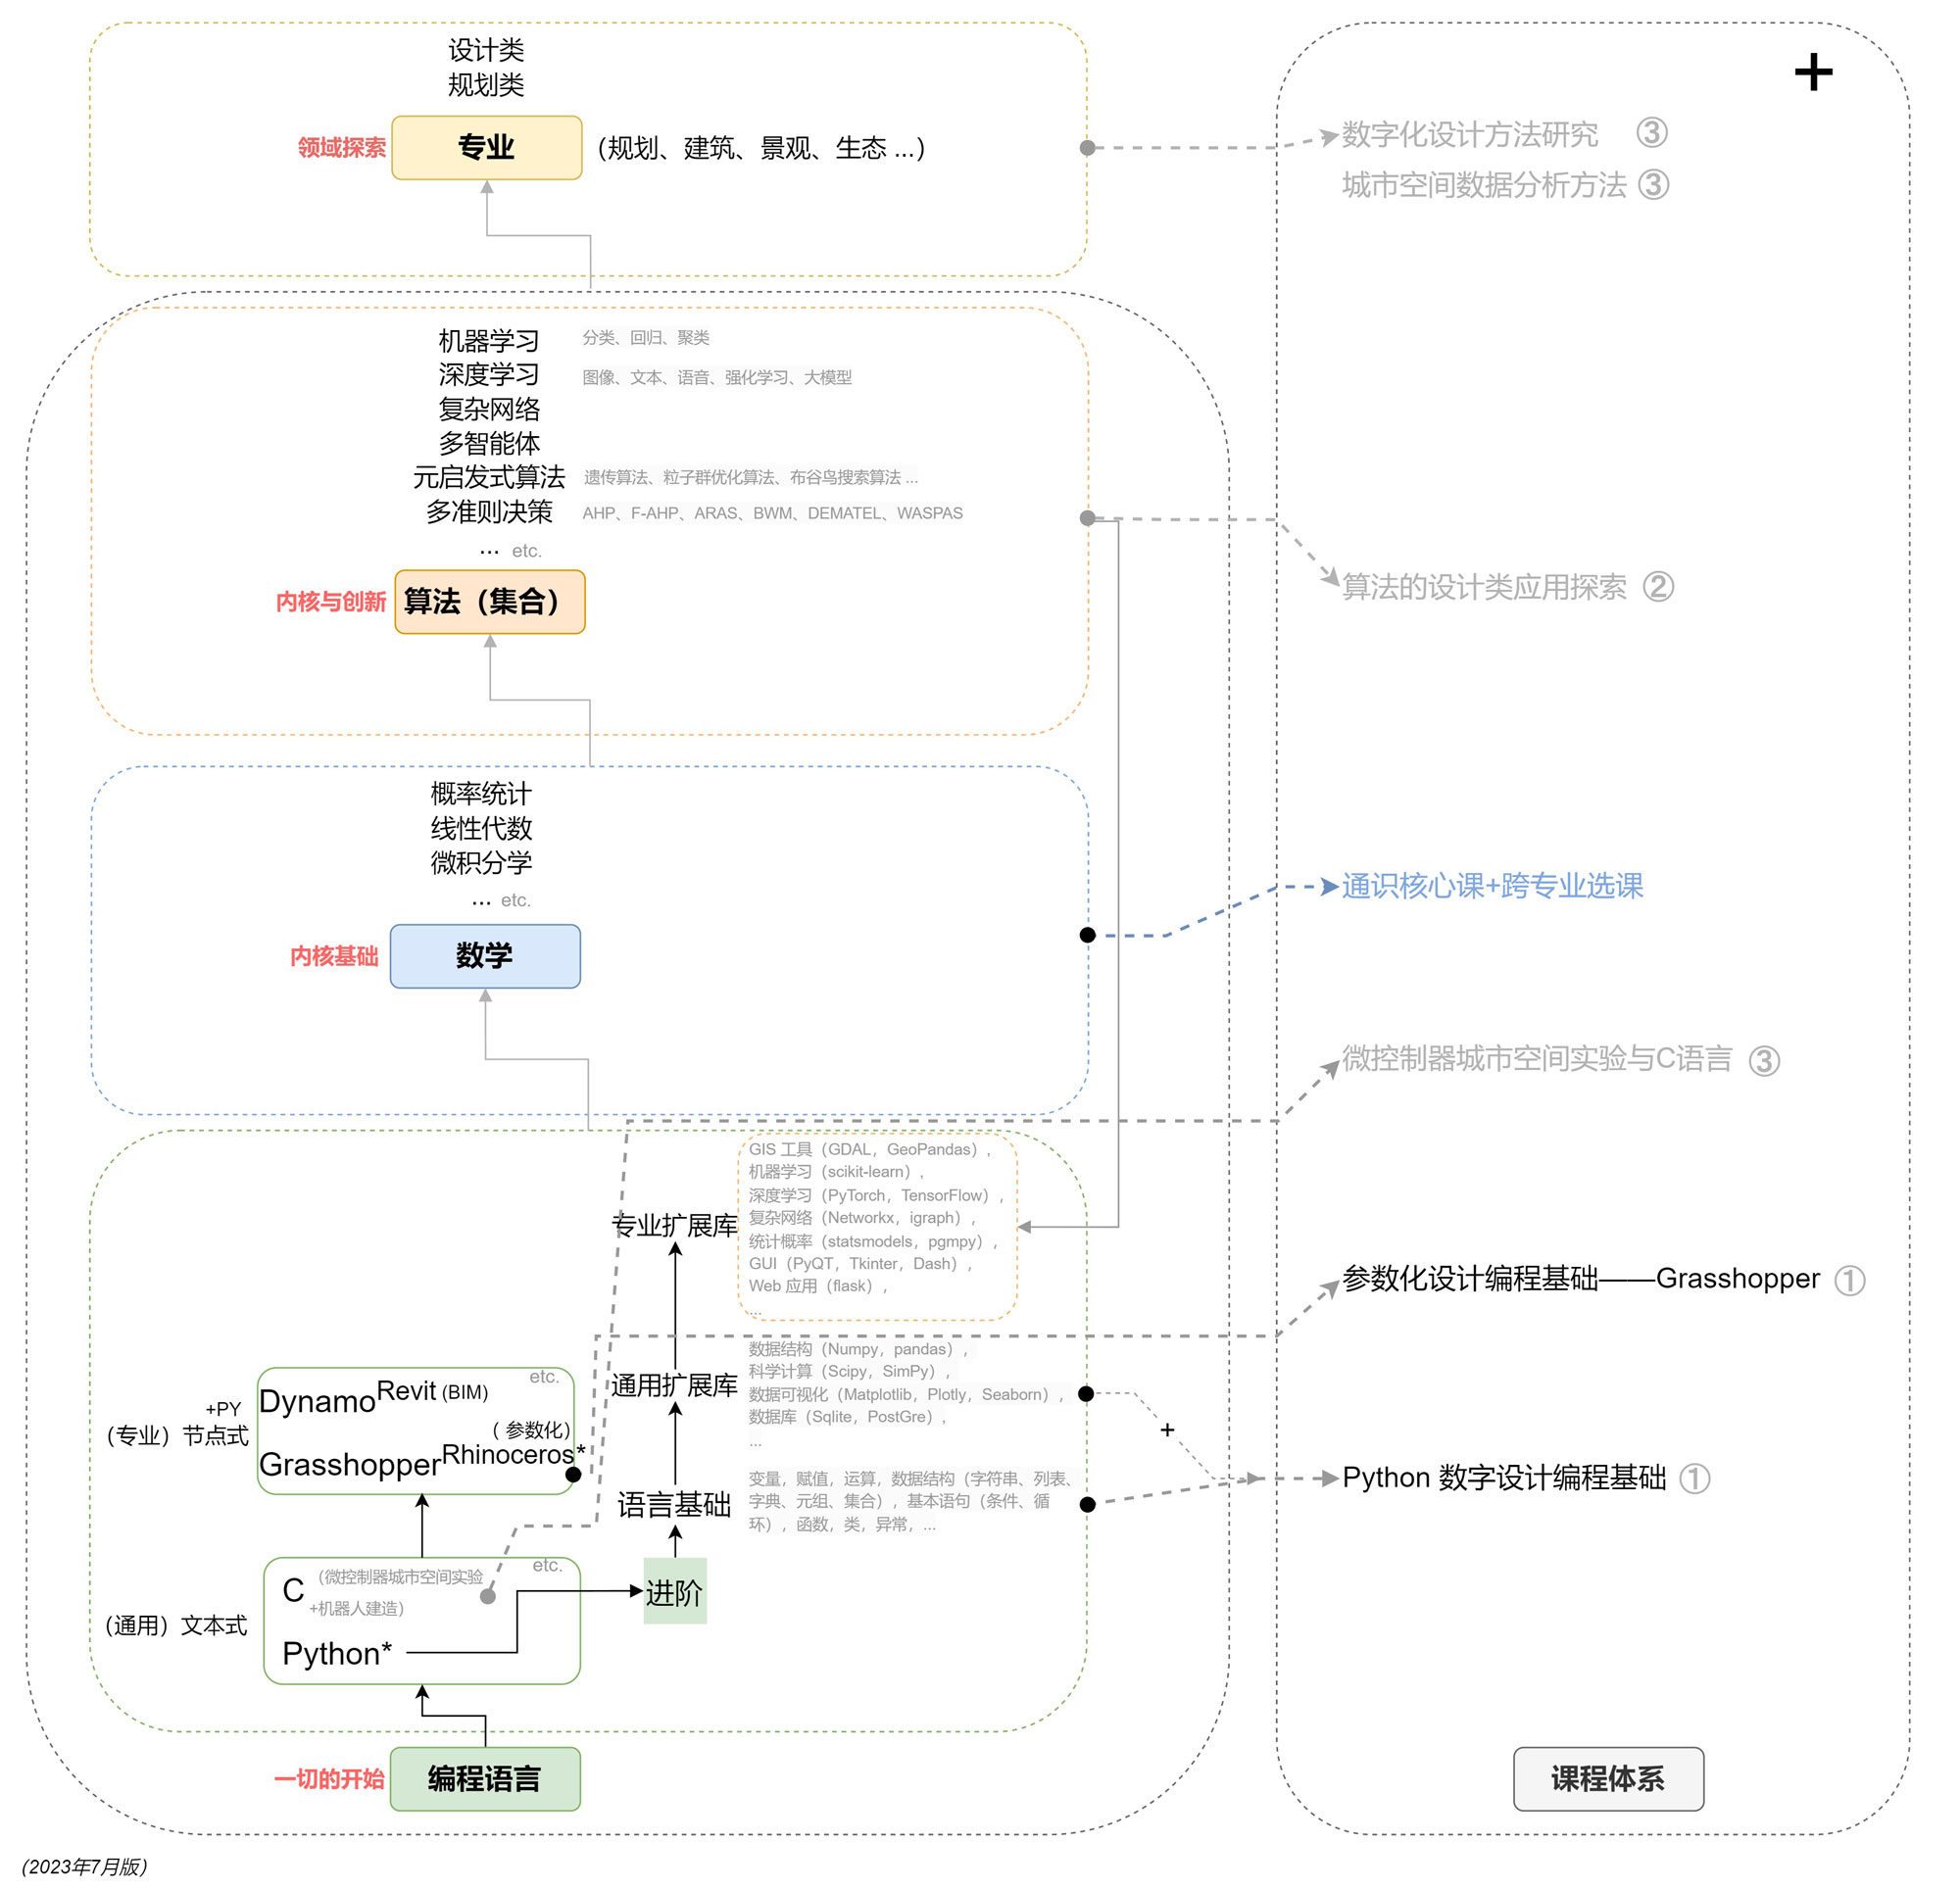 设计类
规划类
领域探索
专业
（规划、建筑、景观、生态 ...）
机器学习
分类、回归、聚类
深度学习
图像、文本、语音、强化学习、大模型
复杂网络
多智能体
元启发式算法
遗传算法、粒子群优化算法、布谷鸟搜索算法 ...
多准则决策
AHP、F-AHP、ARAS、BWM、DEMATEL、WASPAS
... etc.
内核与创新
算法（集合）
概率统计
线性代数
微积分学
... etc.
内核基础
数学
专业扩展库
GIS 工具（GDAL，GeoPandas）,
机器学习（scikit-learn）,
深度学习（PyTorch，TensorFlow）,
复杂网络（Networkx，igraph）,
统计概率（statsmodels，pgmpy）,
GUI（PyQT，Tkinter，Dash）,
Web 应用（flask）,
...
通用扩展库
数据结构（Numpy，pandas）,
科学计算（Scipy，SimPy）,
数据可视化（Matplotlib，Plotly，Seaborn）,
数据库（Sqlite，PostGre）,
...
语言基础
变量，赋值，运算，数据结构（字符串、列表、
字典、元组、集合）, 基本语句（条件、循
环）, 函数，类，异常，...
进阶
etc.
Dynamo Revit (BIM)
+PY
（专业）节点式
（ 参数化）
Grasshopper Rhinoceros*
etc.
C （微控制器城市空间实验
+机器人建造）
（通用）文本式
Python*
一切的开始
编程语言
（2023年7月版）
+
+
数字化设计方法研究 ③
城市空间数据分析方法 ③
算法的设计类应用探索 ②
通识核心课+跨专业选课
微控制器城市空间实验与C语言 ③
参数化设计编程基础——Grasshopper ①
Python 数字设计编程基础 ①
课程体系